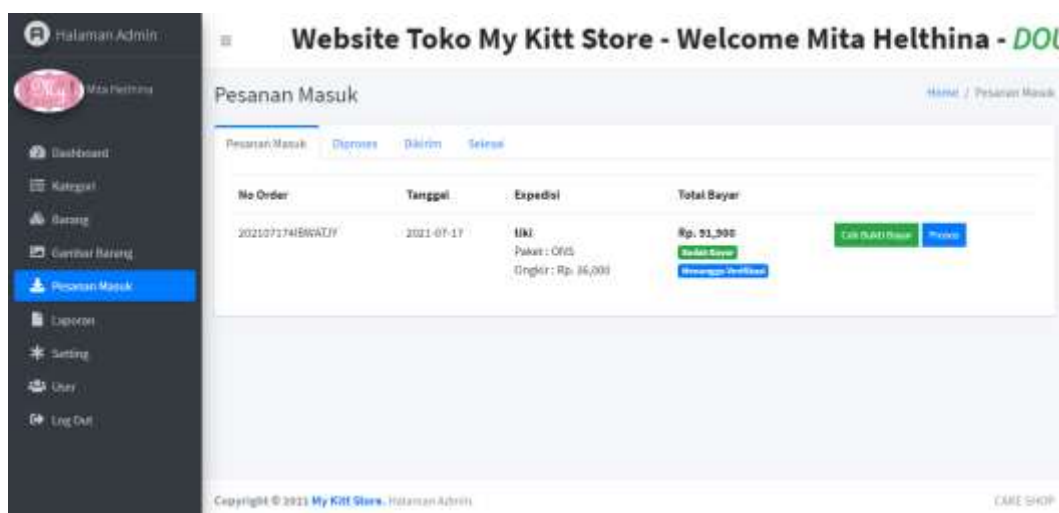 Halaman Admin
Website Toko My Kitt Store - Welcome Mita Helthina - DOU
My
Mita Helthina
Pesanan Masuk
Home / Pesanan Masuk
Pesanan Masuk Diproses Dikirim Selesai
Dashboard
Kategori
Barang
Gambar Barang
Pesanan Masuk
Laporan
Setting
User
Log Out
No Order Tanggal Expedisi Total Bayar
2021-07-17 tiki Rp. 91,900 Cek Bukti Bayar Proses
Paket : ONS Sudah Bayar
Ongkir : Rp. 36,000 Menunggu Verifikasi
Copyright © 2021 My Kitt Store. Halaman Admin.
CAKE SHOP